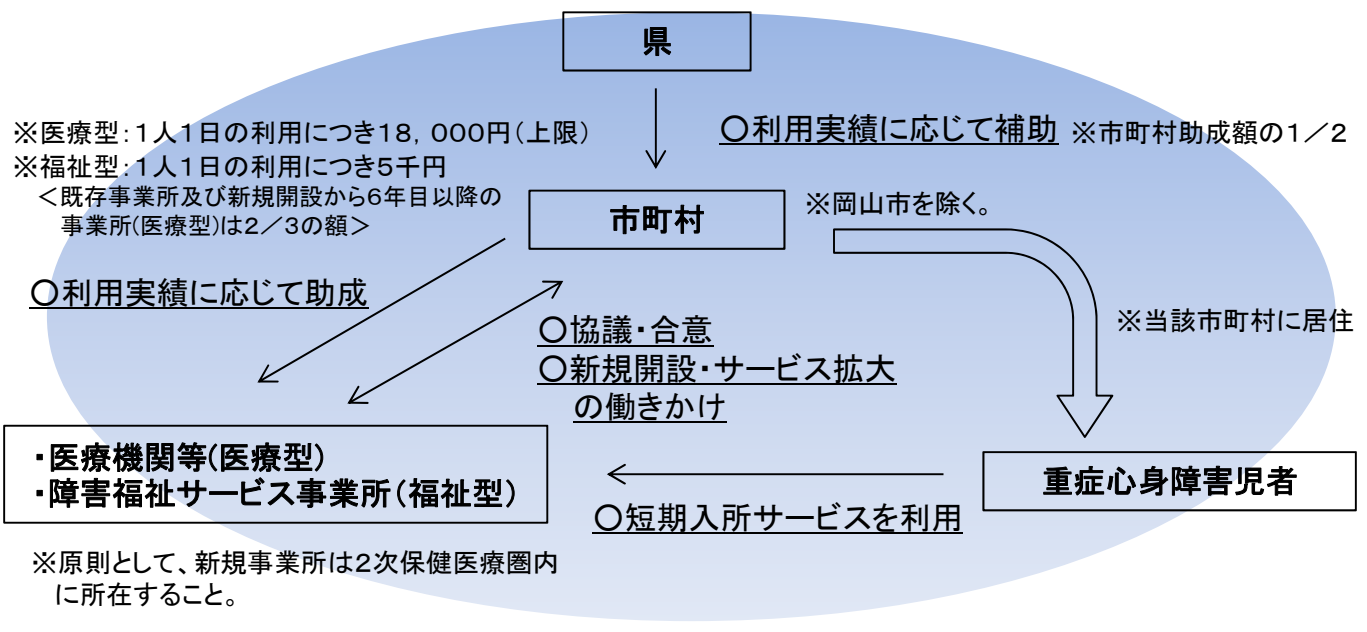 県
※医療型：１人１日の利用につき１８，０００円（上限）
※福祉型：１人１日の利用につき５千円
＜既存事業所及び新規開設から６年目以降の
事業所(医療型)は２／３の額＞
〇利用実績に応じて補助 ※市町村助成額の１／２
市町村
※岡山市を除く。
〇利用実績に応じて助成
〇協議・合意
〇新規開設・サービス拡大
の働きかけ
※当該市町村に居住
・医療機関等(医療型)
・障害福祉サービス事業所（福祉型）
重症心身障害児者
〇短期入所サービスを利用
※原則として、新規事業所は２次保健医療圏内
に所在すること。